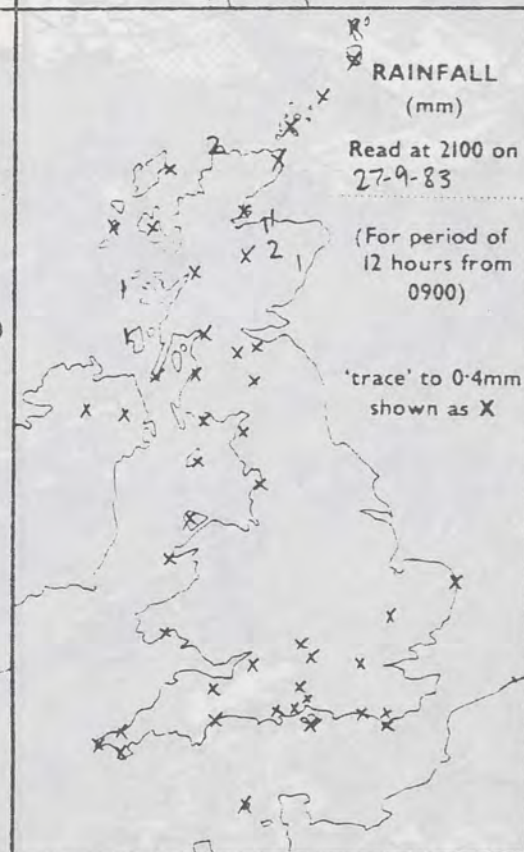 RAINFALL
(mm)
Read at 2100 on
27-9-83
(For period of
12 hours from
0900)
'trace' to 0·4mm
shown as X
2
2
1